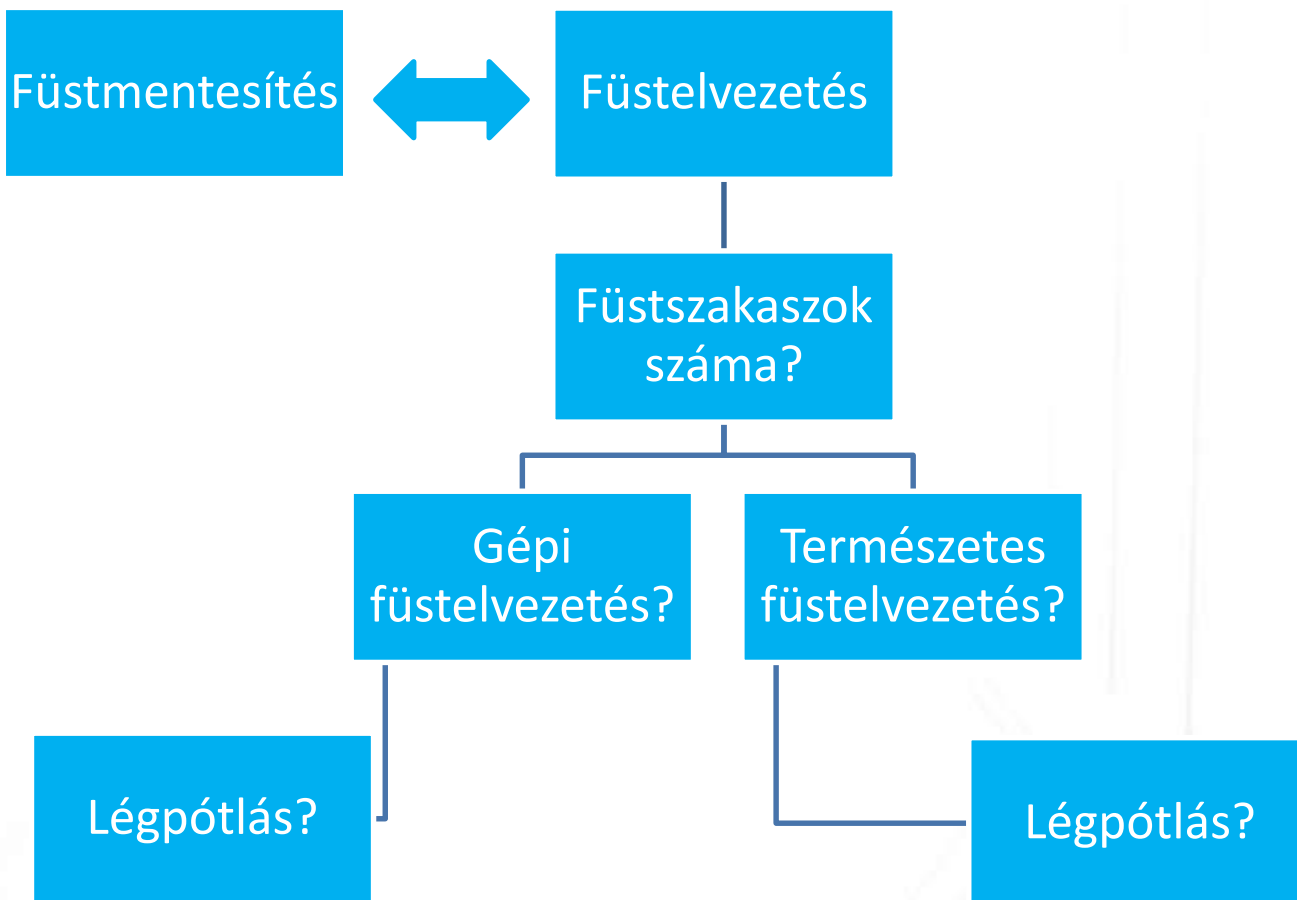 Füstmentesítés
Füstelvezetés
Füstszakaszok
száma?
Gépi
füstelvezetés?
Természetes
füstelvezetés?
Légpótlás?
Légpótlás?